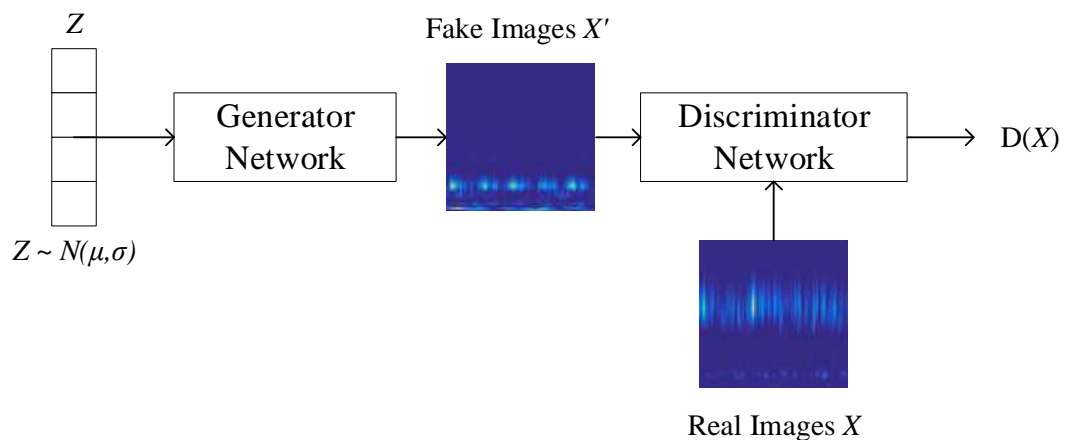 Z
Fake Images X'
Generator
Network
Discriminator
Network
D(X)
Z ~ N(μ,σ)
Real Images X